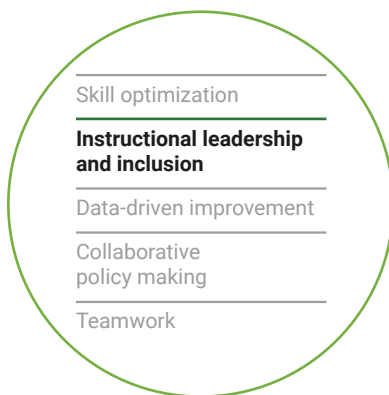 Skill optimization
Instructional leadership
and inclusion
Data-driven improvement
Collaborative
policy making
Teamwork